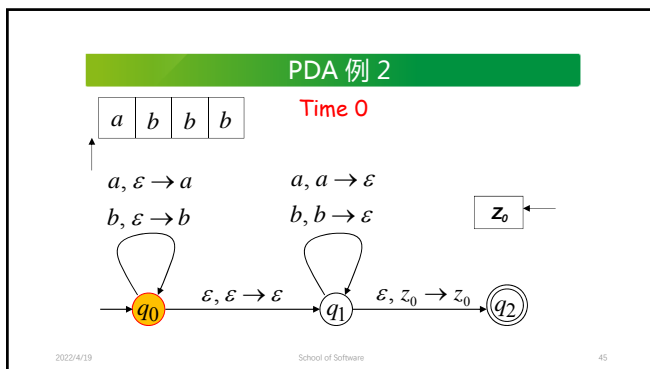 PDA 例 2
Time 0
a b b b
a, ε → a
b, ε → b
a, a → ε
b, b → ε
z₀
ε, ε → ε
ε, z₀ → z₀
q₀
q₁
q₂
2022/4/19
School of Software
45